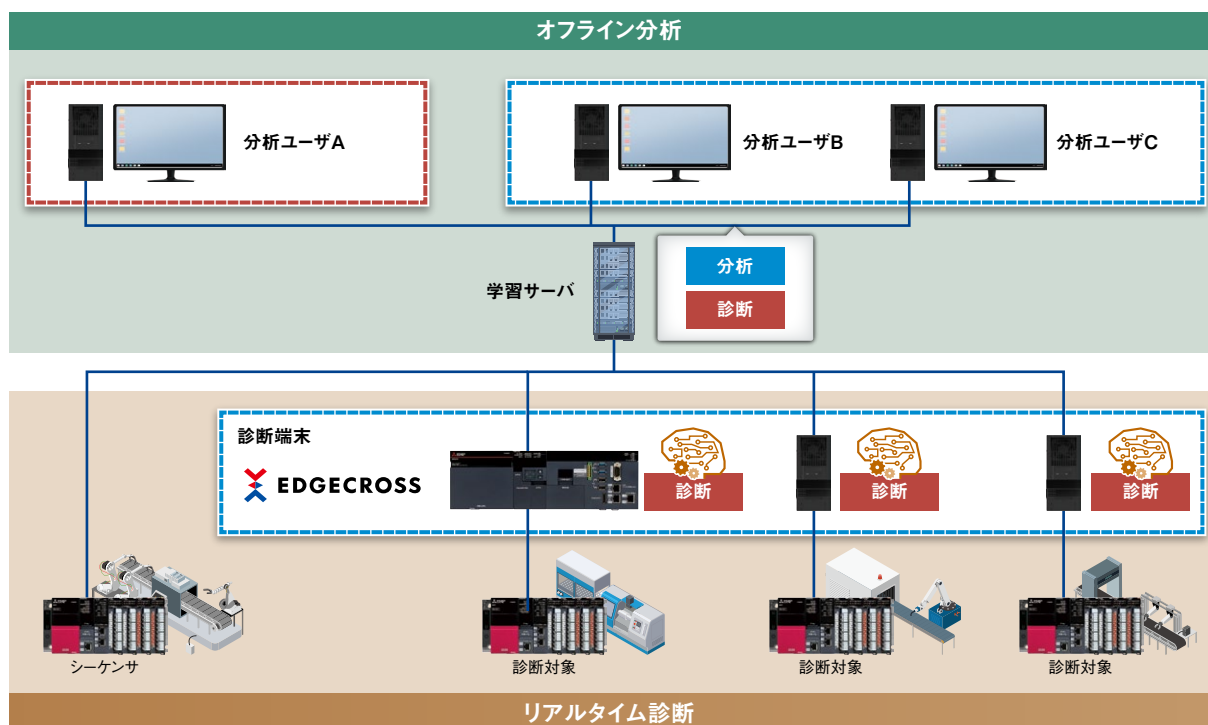 オフライン分析
分析ユーザA
分析ユーザB
分析ユーザC
分析
診断
学習サーバ
診断端末
EDGECROSS
診断
診断
診断
シーケンサ
診断対象
診断対象
診断対象
リアルタイム診断